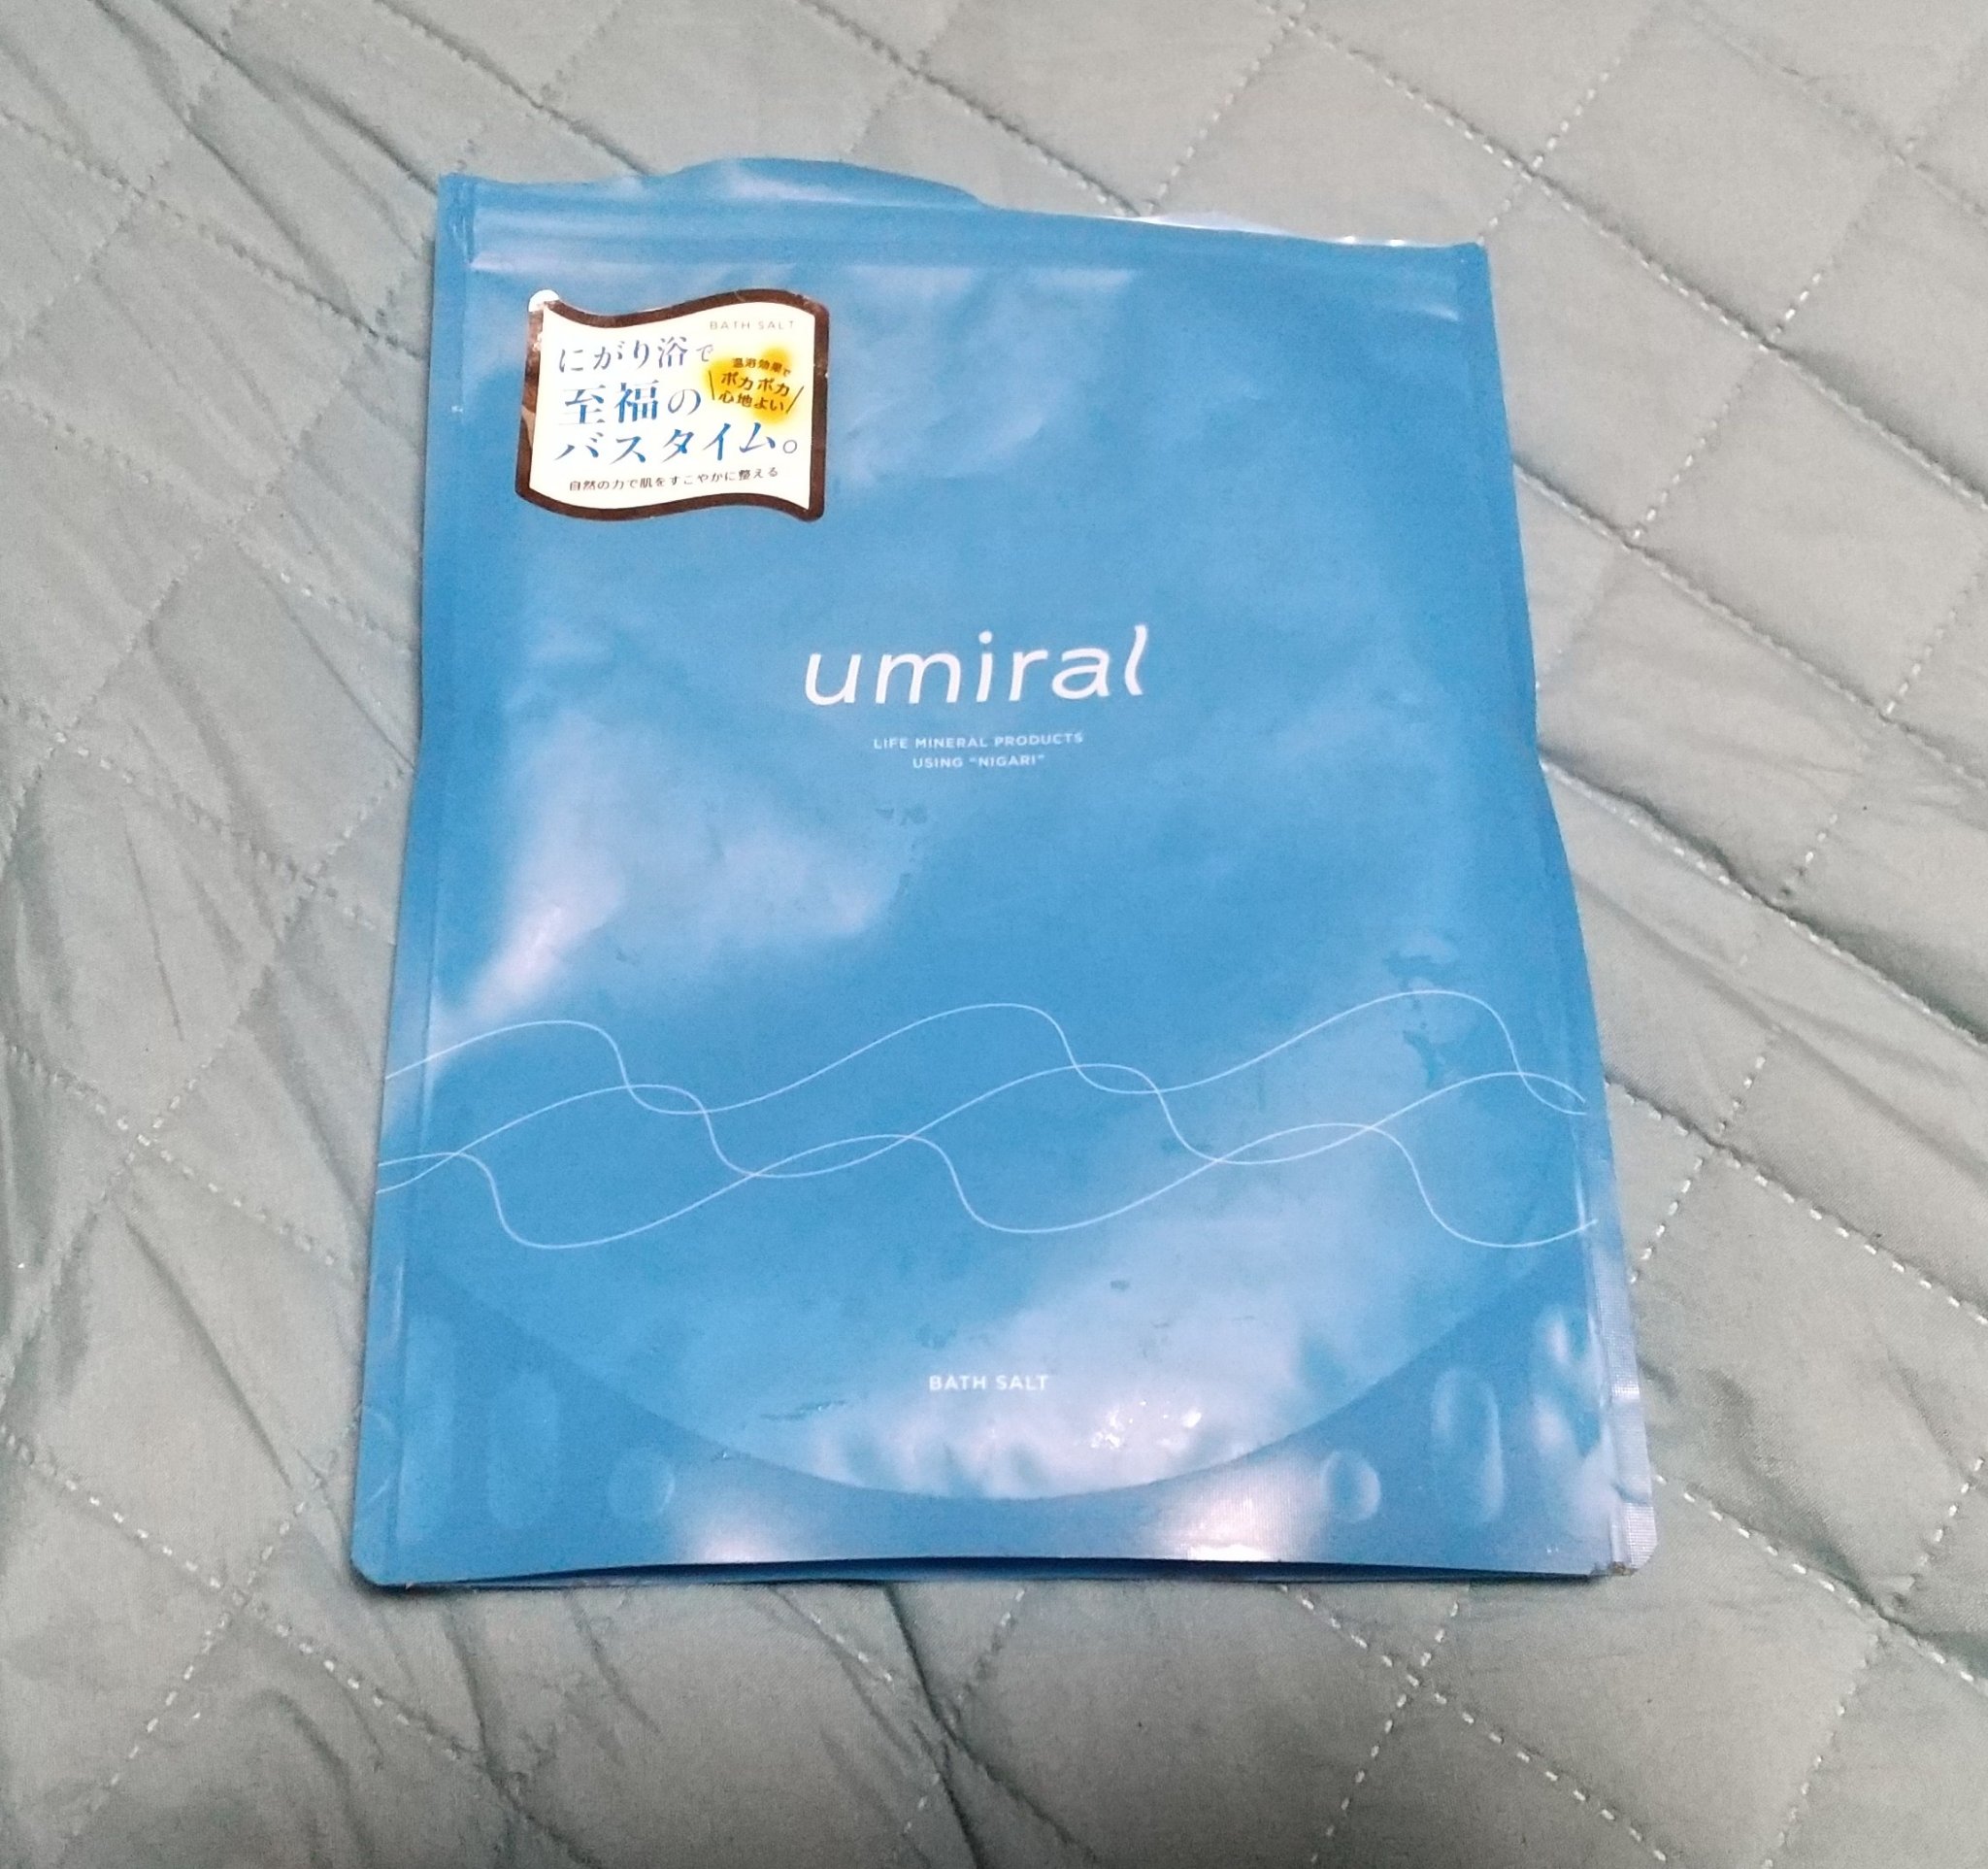 BATH SALT
にがり浴で
至福の
バスタイム。
温浴効果で
ポカポカ
心地よい
自然の力で肌をすこやかに整える
umiral
LIFE MINERAL PRODUCTS
USING “NIGARI”
BATH SALT